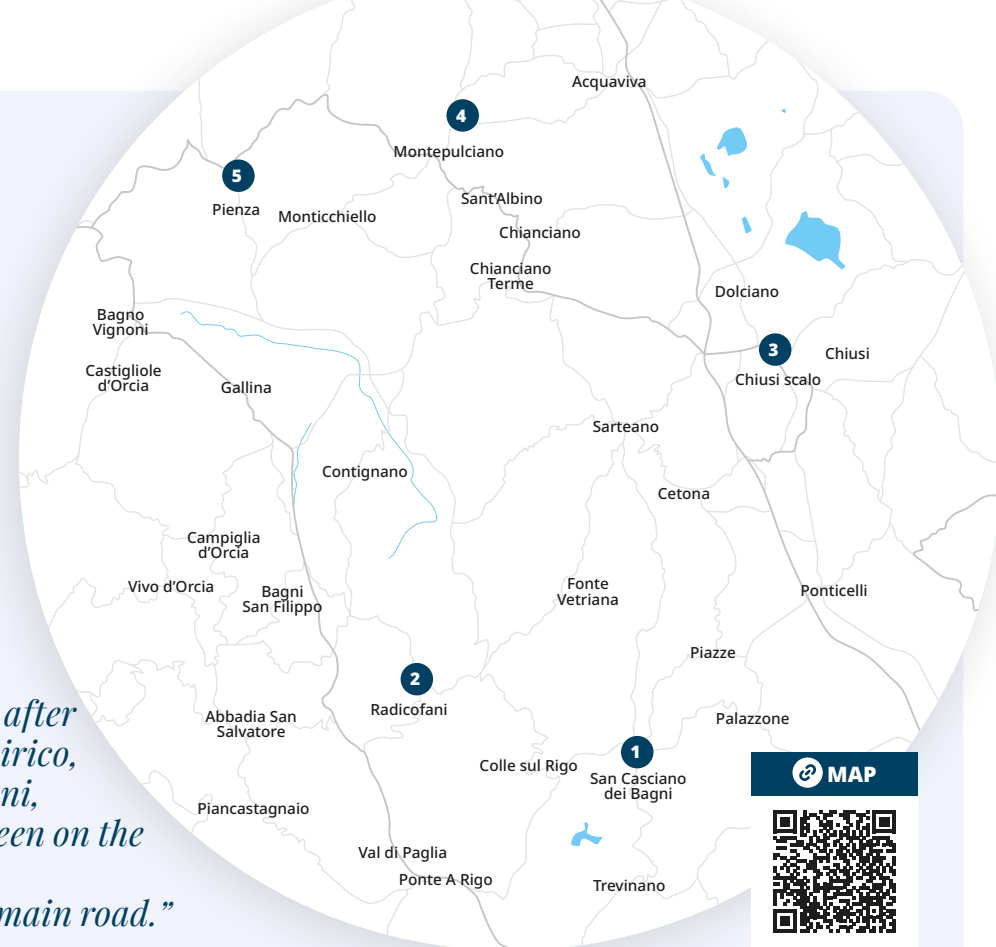 Acquaviva
4
Montepulciano
5
Pienza
Monticchiello
Sant'Albino
Chianciano
Chianciano
Terme
Dolciano
Bagno
Vignoni
3
Chiusi
Chiusi scalo
Castigliole
d'Orcia
Gallina
Sarteano
Contignano
Cetona
Campiglia
d'Orcia
Vivo d'Orcia
Bagni
San Filippo
Fonte
Vetriana
Ponticelli
Piazze
2
Radicofani
Abbadia San
Salvatore
Palazzone
1
San Casciano
dei Bagni
Colle sul Rigo
Piancastagnaio
Val di Paglia
Ponte A Rigo
Trevinano
after
irico,
ni,
een on the
main road.”
MAP